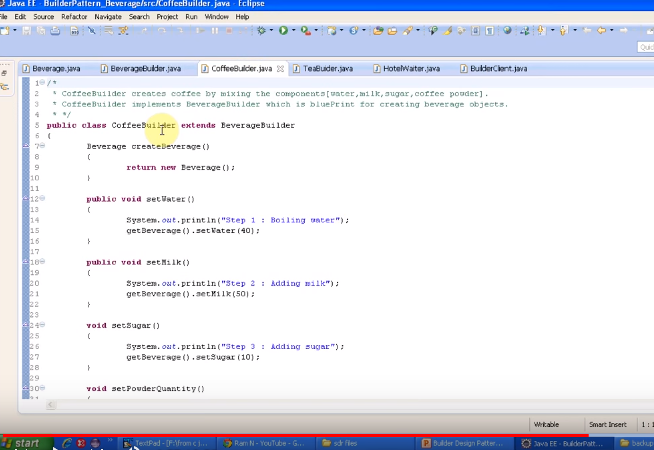 Java EE - BuilderPattern_Beverage/src/CoffeeBuilder.java - Eclipse
File Edit Source Refactor Navigate Search Project Run Window Help
Quic
Beverage.java BeverageBuilder.java CoffeeBuilder.java TeaBuider.java HotelWaiter.java BuilderClient.java
1 /*
2 * CoffeeBuilder creates coffee by mixing the components[water,milk,sugar,coffee powder].
3 * CoffeeBuilder implements BeverageBuilder which is bluePrint for creating beverage objects.
4 * */
5 public class CoffeeBuilder extends BeverageBuilder
6 {
7 Beverage createBeverage()
8 {
9 return new Beverage();
10 }
11
12 public void setWater()
13 {
14 System.out.println("Step 1 : Boiling water");
15 getBeverage().setWater(40);
16 }
17
18 public void setMilk()
19 {
20 System.out.println("Step 2 : Adding milk");
21 getBeverage().setMilk(50);
22 }
23
24 void setSugar()
25 {
26 System.out.println("Step 3 : Adding sugar");
27 getBeverage().setSugar(10);
28 }
29
30 void setPowderQuantity()
31 {
Writable Smart Insert 1 : 1
start TextPad - [F:\from c )... Ram N - YouTube - G... sdr files Builder Design Patter... Java EE - BuilderPatt... backup